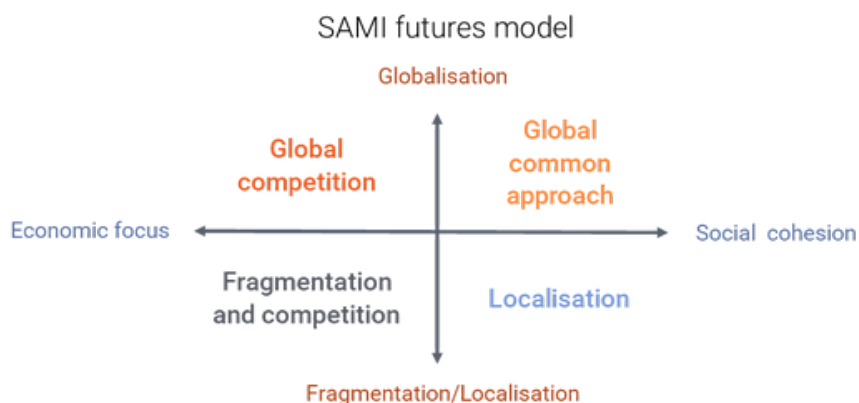 SAMI futures model
Globalisation
Global
competition
Global
common
approach
Economic focus
Social cohesion
Fragmentation
and competition
Localisation
Fragmentation/Localisation